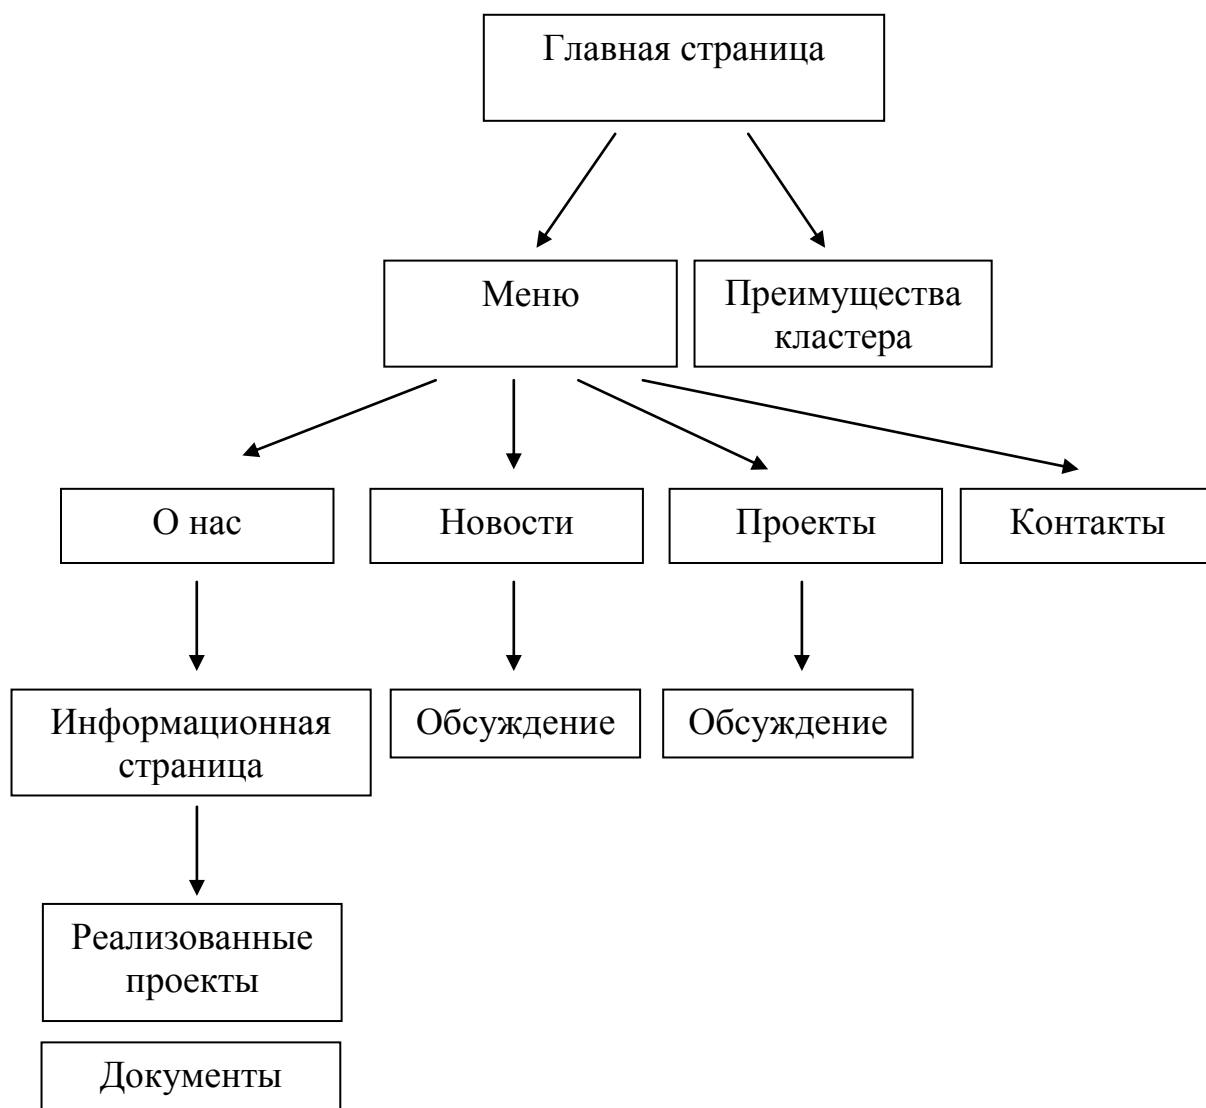 Главная страница
Меню
Преимущества
кластера
О нас
Новости
Проекты
Контакты
Информационная
страница
Обсуждение
Обсуждение
Реализованные
проекты
Документы